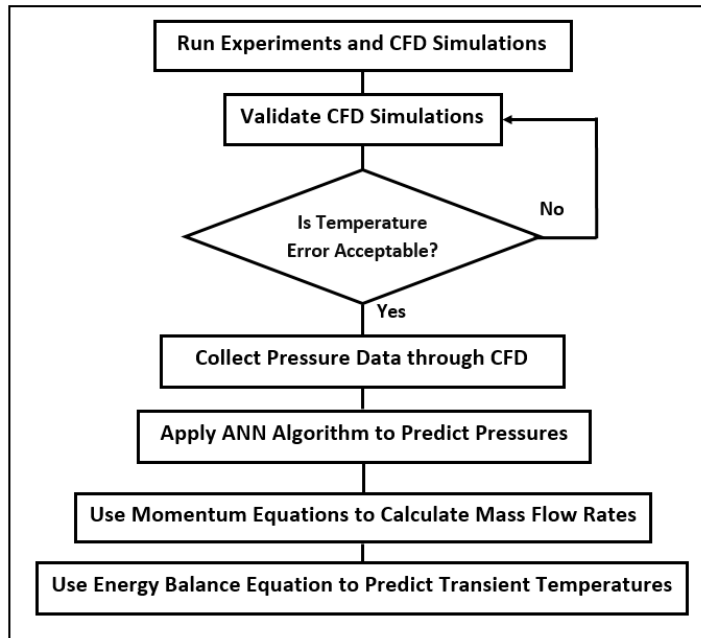 Run Experiments and CFD Simulations
Validate CFD Simulations
Is Temperature
Error Acceptable?
No
Yes
Collect Pressure Data through CFD
Apply ANN Algorithm to Predict Pressures
Use Momentum Equations to Calculate Mass Flow Rates
Use Energy Balance Equation to Predict Transient Temperatures